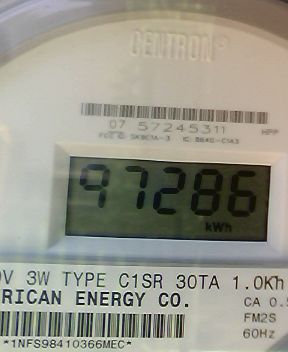 CENTRON®
07 57245311 HPP
97286
kWh
V 3W TYPE C1SR 30TA 1.0Kh
RICAN ENERGY CO.
CA 0.5
FM2S
60Hz
*1NFS98410366MEC*